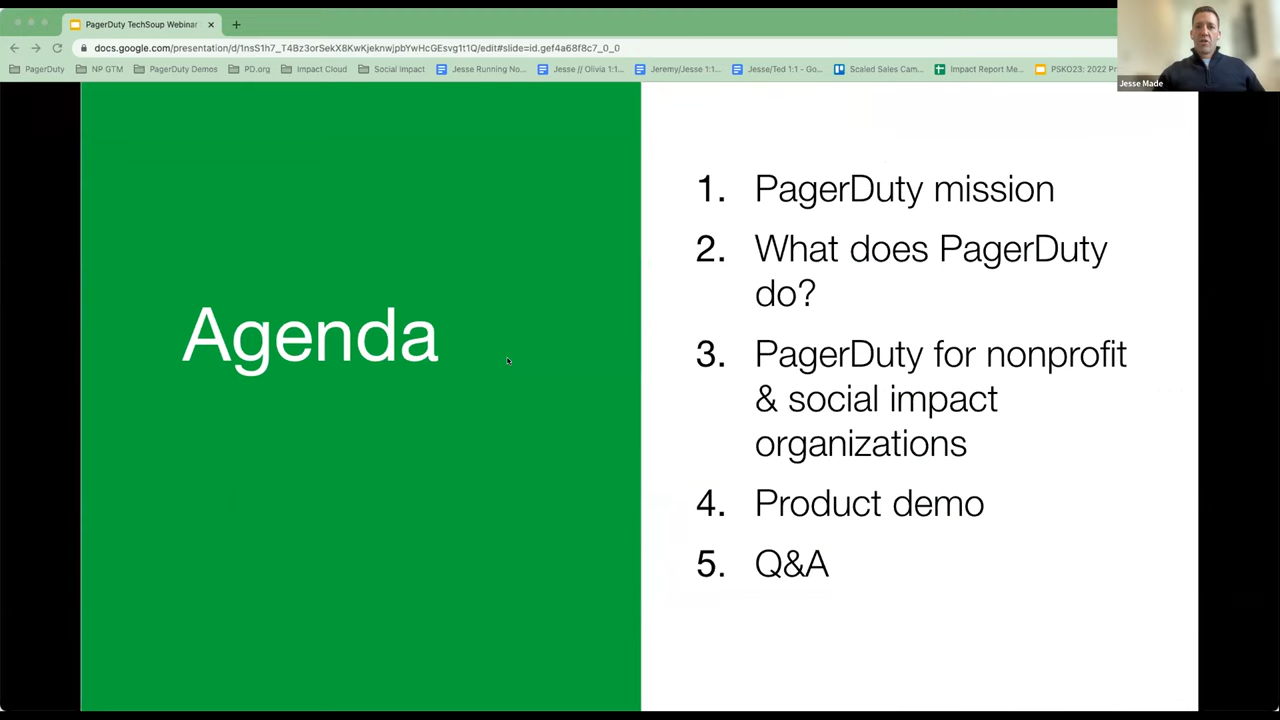 PagerDuty TechSoup Webinar
docs.google.com/presentation/d/1nsS1h7_T4Bz3orSekX8KwKjeknwjpbYwHcGEsvg1t1Q/edit#slide=id.gef4a68f8c7_0_0
PagerDuty NP GTM PagerDuty Demos PD.org Impact Cloud Social Impact Jesse Running No... Jesse // Olivia 1:1... Jeremy/Jesse 1:1... Jesse/Ted 1:1 - Go... Scaled Sales Cam... Impact Report Me... PSKO23: 2022 Pr
Jesse Made
Agenda
1. PagerDuty mission
2. What does PagerDuty
do?
3. PagerDuty for nonprofit
& social impact
organizations
4. Product demo
5. Q&A